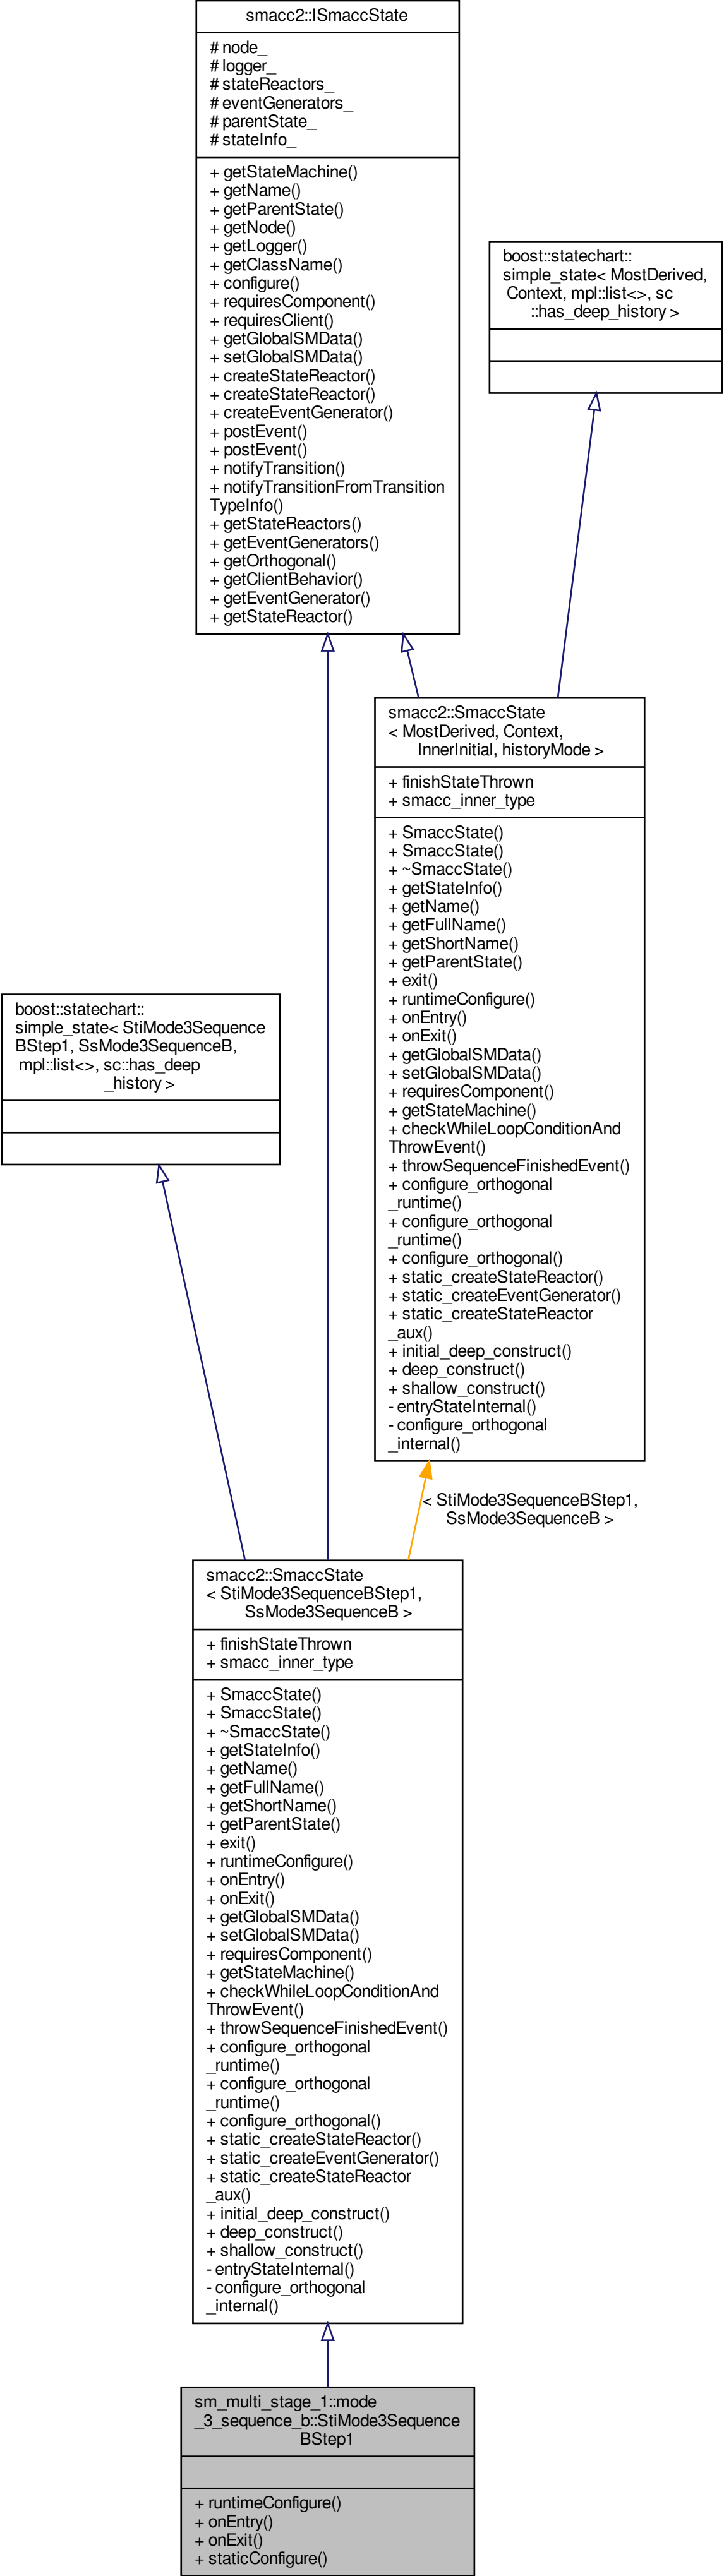 smacc2::ISmaccState
# node_
# logger_
# stateReactors_
# eventGenerators_
# parentState_
# stateInfo_
+ getStateMachine()
+ getName()
+ getParentState()
+ getNode()
+ getLogger()
+ getClassName()
+ configure()
+ requiresComponent()
+ requiresClient()
+ getGlobalSMData()
+ setGlobalSMData()
+ createStateReactor()
+ createStateReactor()
+ createEventGenerator()
+ postEvent()
+ postEvent()
+ notifyTransition()
+ notifyTransitionFromTransition
TypeInfo()
+ getStateReactors()
+ getEventGenerators()
+ getOrthogonal()
+ getClientBehavior()
+ getEventGenerator()
+ getStateReactor()
boost::statechart::
simple_state< MostDerived,
Context, mpl::list<>, sc
::has_deep_history >
smacc2::SmaccState
< MostDerived, Context,
InnerInitial, historyMode >
+ finishStateThrown
+ smacc_inner_type
+ SmaccState()
+ SmaccState()
+ ~SmaccState()
+ getStateInfo()
+ getName()
+ getFullName()
+ getShortName()
+ getParentState()
+ exit()
+ runtimeConfigure()
+ onEntry()
+ onExit()
+ getGlobalSMData()
+ setGlobalSMData()
+ requiresComponent()
+ getStateMachine()
+ checkWhileLoopConditionAnd
ThrowEvent()
+ throwSequenceFinishedEvent()
+ configure_orthogonal
_runtime()
+ configure_orthogonal
_runtime()
+ configure_orthogonal()
+ static_createStateReactor()
+ static_createEventGenerator()
+ static_createStateReactor
_aux()
+ initial_deep_construct()
+ deep_construct()
+ shallow_construct()
- entryStateInternal()
- configure_orthogonal
_internal()
boost::statechart::
simple_state< StiMode3Sequence
BStep1, SsMode3SequenceB,
mpl::list<>, sc::has_deep
_history >
< StiMode3SequenceBStep1,
SsMode3SequenceB >
smacc2::SmaccState
< StiMode3SequenceBStep1,
SsMode3SequenceB >
+ finishStateThrown
+ smacc_inner_type
+ SmaccState()
+ SmaccState()
+ ~SmaccState()
+ getStateInfo()
+ getName()
+ getFullName()
+ getShortName()
+ getParentState()
+ exit()
+ runtimeConfigure()
+ onEntry()
+ onExit()
+ getGlobalSMData()
+ setGlobalSMData()
+ requiresComponent()
+ getStateMachine()
+ checkWhileLoopConditionAnd
ThrowEvent()
+ throwSequenceFinishedEvent()
+ configure_orthogonal
_runtime()
+ configure_orthogonal
_runtime()
+ configure_orthogonal()
+ static_createStateReactor()
+ static_createEventGenerator()
+ static_createStateReactor
_aux()
+ initial_deep_construct()
+ deep_construct()
+ shallow_construct()
- entryStateInternal()
- configure_orthogonal
_internal()
sm_multi_stage_1::mode
_3_sequence_b::StiMode3Sequence
BStep1
+ runtimeConfigure()
+ onEntry()
+ onExit()
+ staticConfigure()